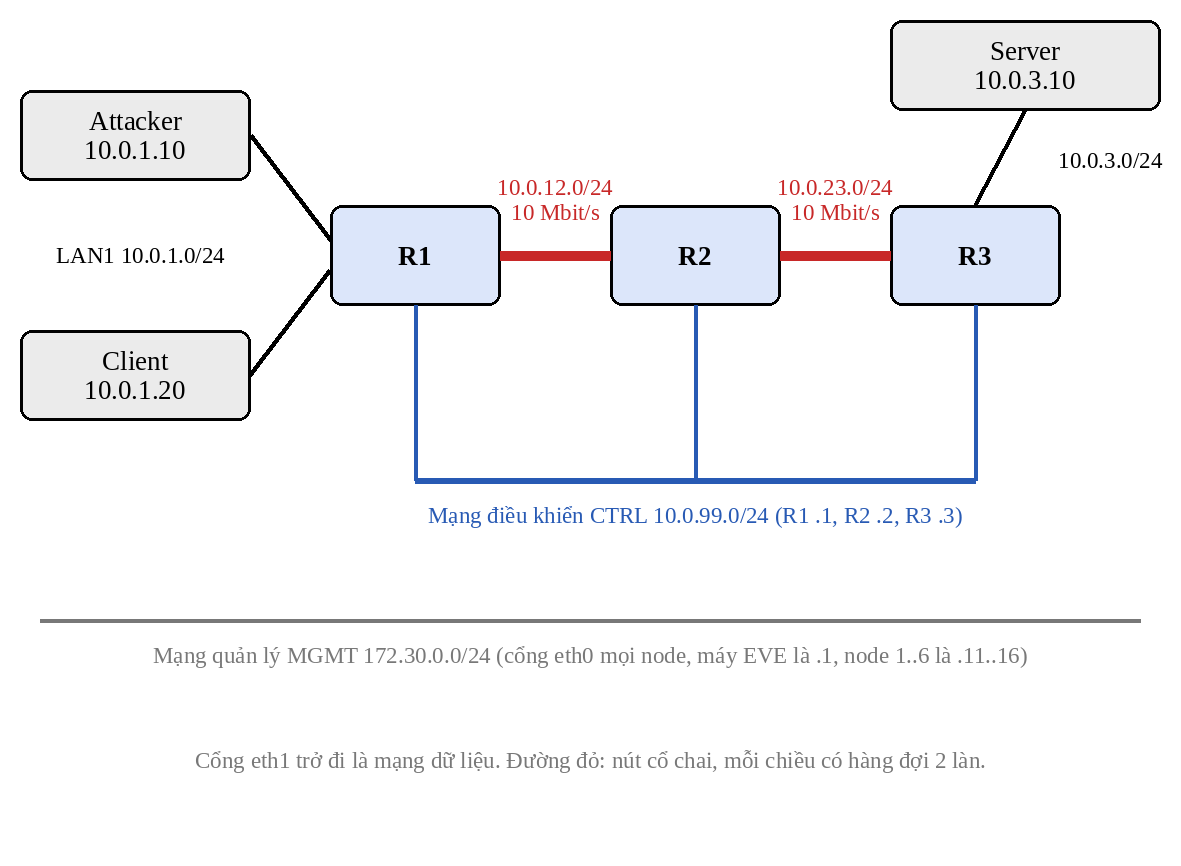 Server
10.0.3.10
Attacker
10.0.1.10
10.0.3.0/24
10.0.12.0/24
10 Mbit/s
10.0.23.0/24
10 Mbit/s
LAN1 10.0.1.0/24
R1
R2
R3
Client
10.0.1.20
Mạng điều khiển CTRL 10.0.99.0/24 (R1 .1, R2 .2, R3 .3)
Mạng quản lý MGMT 172.30.0.0/24 (cổng eth0 mọi node, máy EVE là .1, node 1..6 là .11..16)
Cổng eth1 trở đi là mạng dữ liệu. Đường đỏ: nút cổ chai, mỗi chiều có hàng đợi 2 làn.